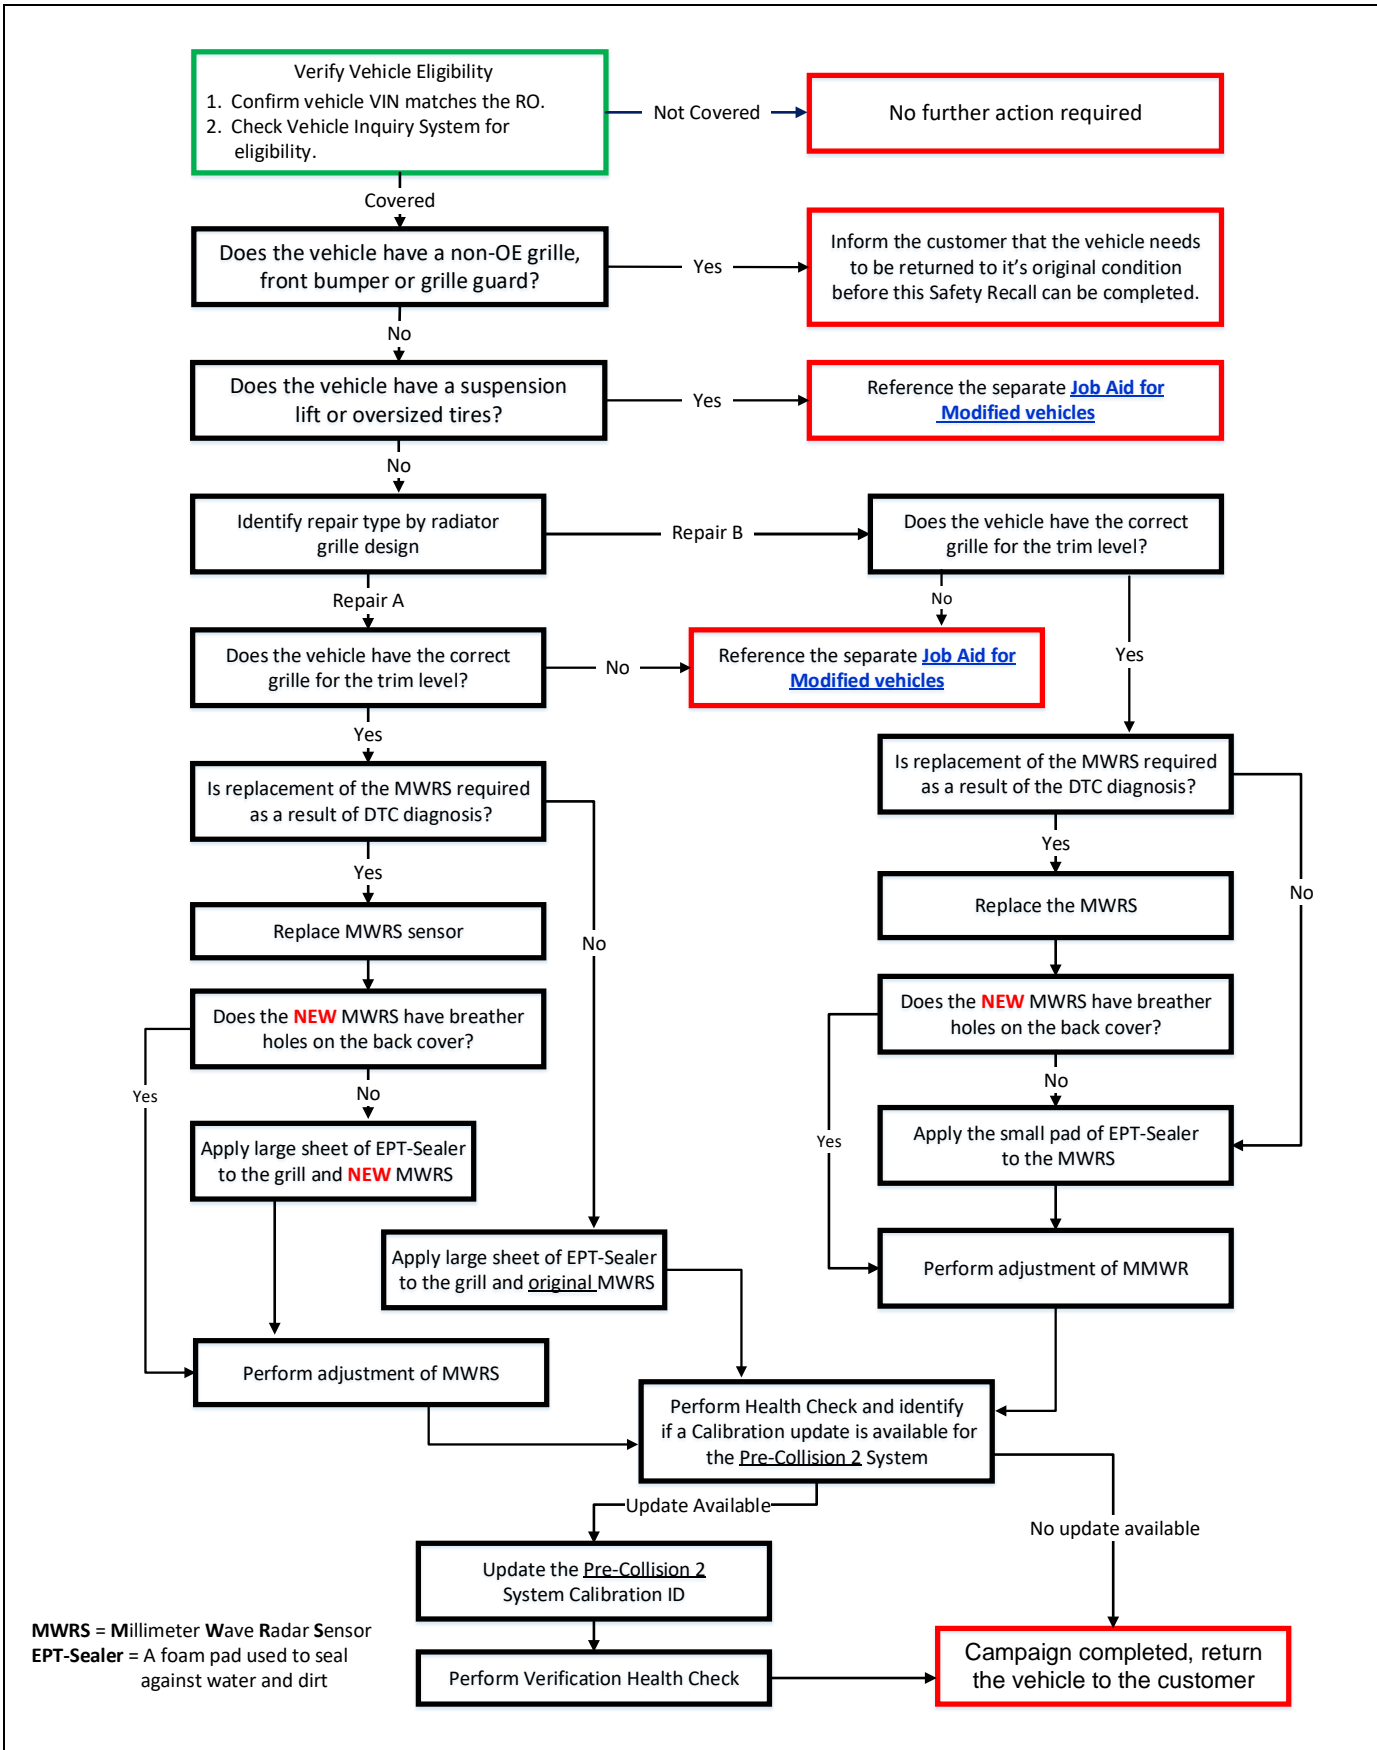 Verify Vehicle Eligibility
1. Confirm vehicle VIN matches the RO.
2. Check Vehicle Inquiry System for
eligibility.
Not Covered
No further action required
Covered
Does the vehicle have a non-OE grille,
front bumper or grille guard?
Yes
Inform the customer that the vehicle needs
to be returned to it's original condition
before this Safety Recall can be completed.
No
Does the vehicle have a suspension
lift or oversized tires?
Yes
Reference the separate Job Aid for
Modified vehicles
No
Identify repair type by radiator
grille design
Repair B
Does the vehicle have the correct
grille for the trim level?
Repair A
No
Yes
Does the vehicle have the correct
grille for the trim level?
No
Reference the separate Job Aid for
Modified vehicles
Yes
Is replacement of the MWRS required
as a result of DTC diagnosis?
Is replacement of the MWRS required
as a result of the DTC diagnosis?
Yes
Yes
No
Replace MWRS sensor
No
Replace the MWRS
Does the NEW MWRS have breather
holes on the back cover?
Does the NEW MWRS have breather
holes on the back cover?
Yes
No
No
Yes
Apply large sheet of EPT-Sealer
to the grill and NEW MWRS
Apply the small pad of EPT-Sealer
to the MWRS
Apply large sheet of EPT-Sealer
to the grill and original MWRS
Perform adjustment of MMWR
Perform adjustment of MWRS
Perform Health Check and identify
if a Calibration update is available for
the Pre-Collision 2 System
Update Available
No update available
Update the Pre-Collision 2
System Calibration ID
Perform Verification Health Check
Campaign completed, return
the vehicle to the customer
MWRS = Millimeter Wave Radar Sensor
EPT-Sealer = A foam pad used to seal
against water and dirt